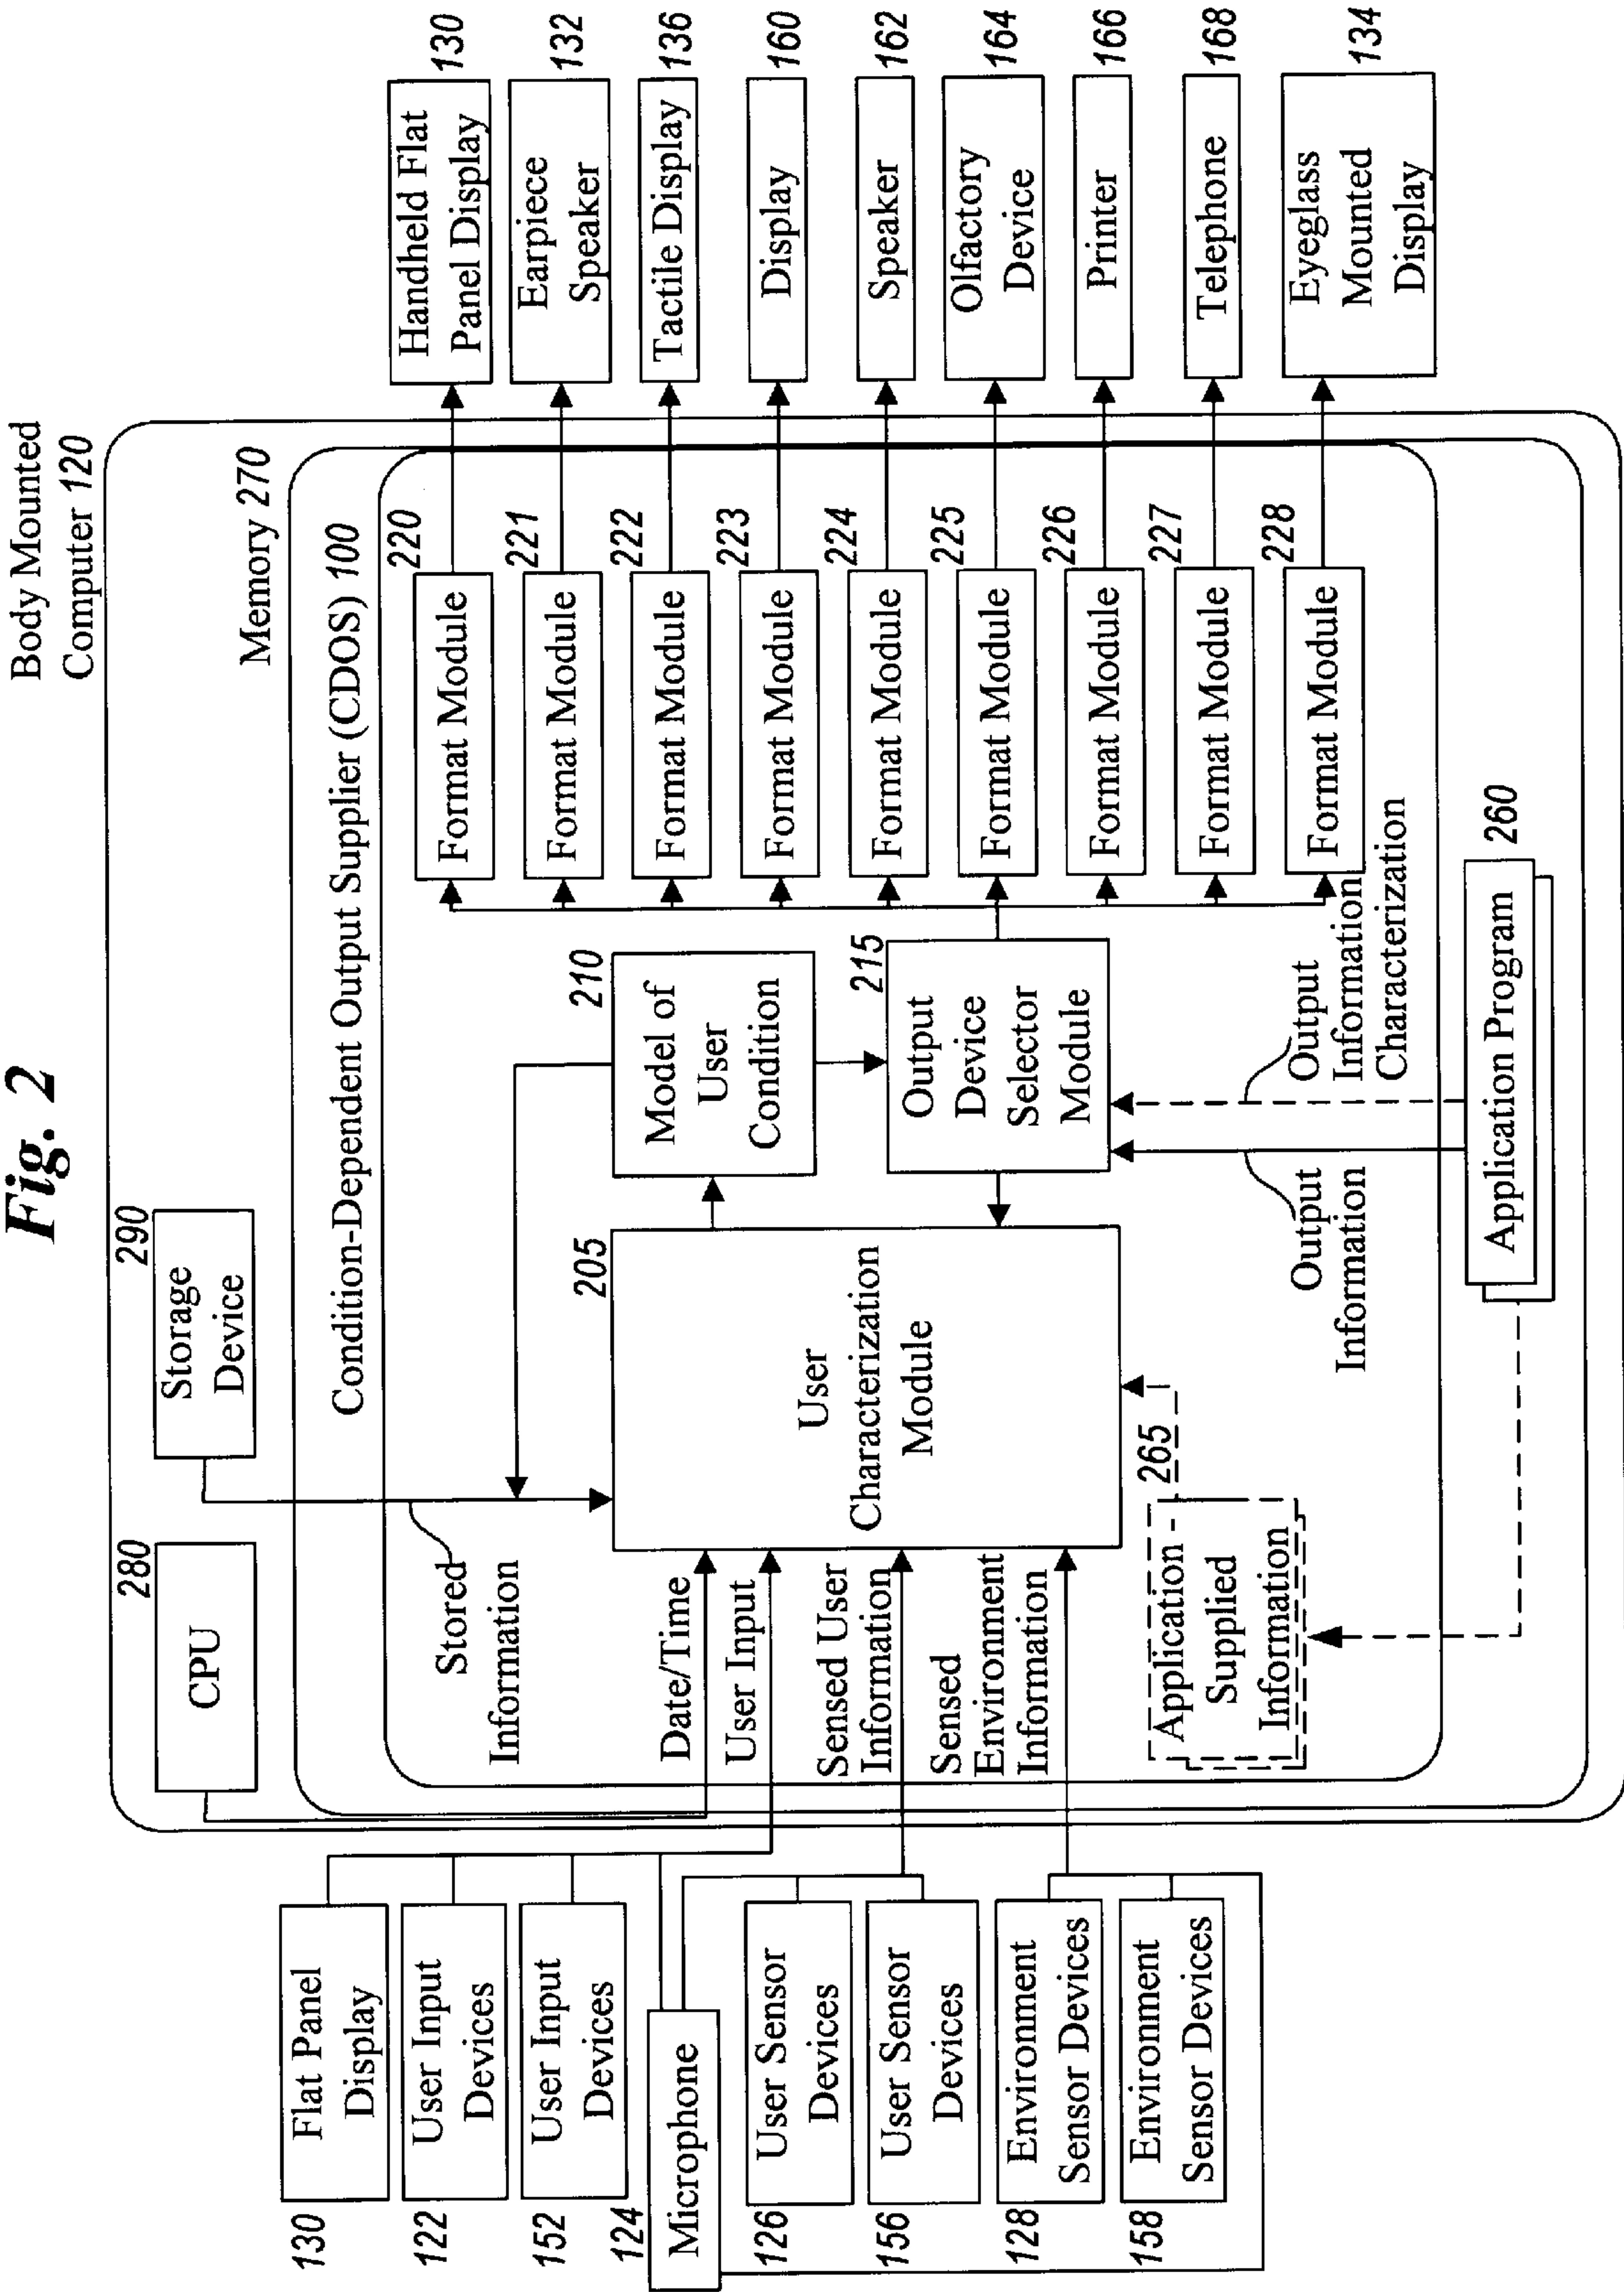 Fig. 2
Body Mounted
Computer 120
CPU
280
Storage
Device
290
Memory 270
Condition-Dependent Output Supplier (CDOS) 100
Stored
Information
Date/Time
User Input
Sensed User
Information
Sensed
Environment
Information
Flat Panel
Display
130
User Input
Devices
122
User Input
Devices
152
Microphone
124
User Sensor
Devices
126
User Sensor
Devices
156
Environment
Sensor Devices
128
Environment
Sensor Devices
158
User
Characterization
Module
205
Model of
User
Condition
210
Output
Device
Selector
Module
215
Application
Supplied
Information
265
Output
Information
Output
Information
Characterization
Application Program
260
Format Module
220
Format Module
221
Format Module
222
Format Module
223
Format Module
224
Format Module
225
Format Module
226
Format Module
227
Format Module
228
Handheld Flat
Panel Display
130
Earpiece
Speaker
132
Tactile Display
136
Display
160
Speaker
162
Olfactory
Device
164
Printer
166
Telephone
168
Eyeglass
Mounted
Display
134